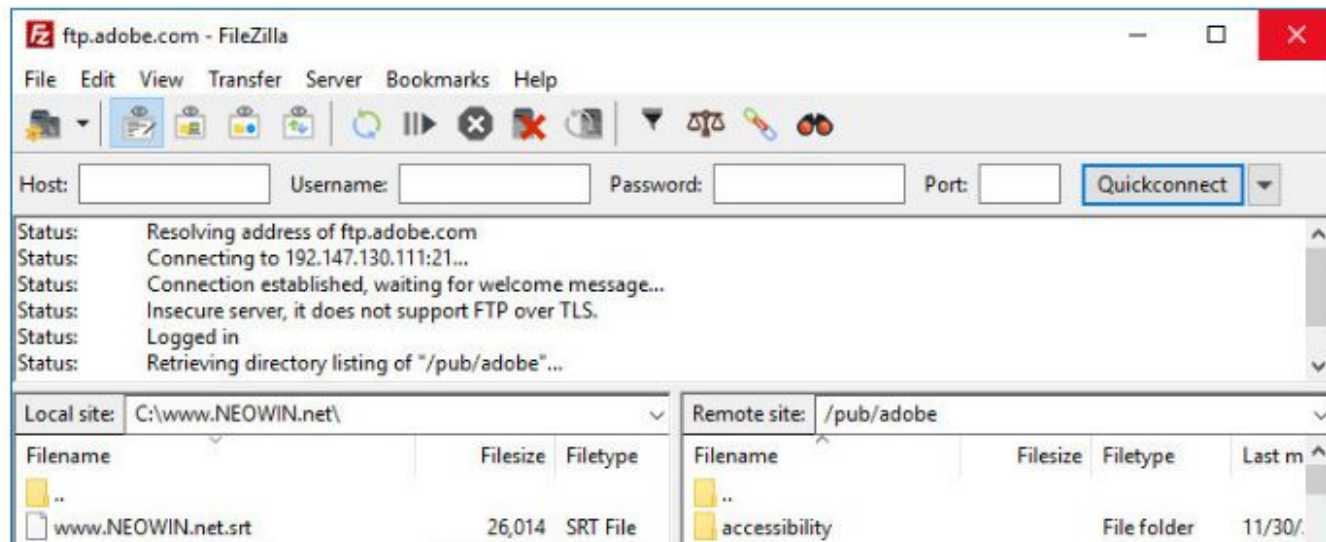 ftp.adobe.com - FileZilla
File Edit View Transfer Server Bookmarks Help
Host: Username: Password: Port: Quickconnect
Status: Resolving address of ftp.adobe.com
Status: Connecting to 192.147.130.111:21...
Status: Connection established, waiting for welcome message...
Status: Insecure server, it does not support FTP over TLS.
Status: Logged in
Status: Retrieving directory listing of "/pub/adobe"...
Local site: C:\www.NEOWIN.net\ Remote site: /pub/adobe
Filename Filesize Filetype Filename Filesize Filetype Last m
.. ..
www.NEOWIN.net.srt 26,014 SRT File accessibility File folder 11/30/